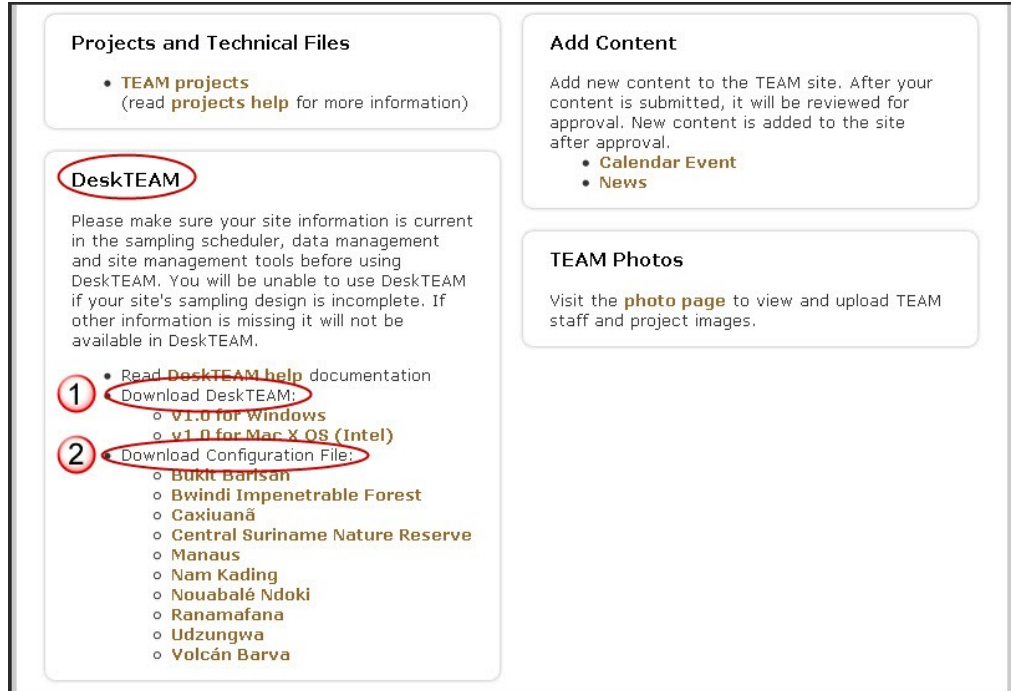 Projects and Technical Files
• TEAM projects
(read projects help for more information)
DeskTEAM
Please make sure your site information is current
in the sampling scheduler, data management
and site management tools before using
DeskTEAM. You will be unable to use DeskTEAM
if your site's sampling design is incomplete. If
other information is missing it will not be
available in DeskTEAM.
• Read DeskTEAM help documentation
1 • Download DeskTEAM:
◦ v1.0 for Windows
◦ v1.0 for Mac X OS (Intel)
2 • Download Configuration File:
◦ Bukit Barisan
◦ Bwindi Impenetrable Forest
◦ Caxiuanã
◦ Central Suriname Nature Reserve
◦ Manaus
◦ Nam Kading
◦ Nouabalé Ndoki
◦ Ranamafana
◦ Udzungwa
◦ Volcán Barva
Add Content
Add new content to the TEAM site. After your
content is submitted, it will be reviewed for
approval. New content is added to the site
after approval.
• Calendar Event
• News
TEAM Photos
Visit the photo page to view and upload TEAM
staff and project images.